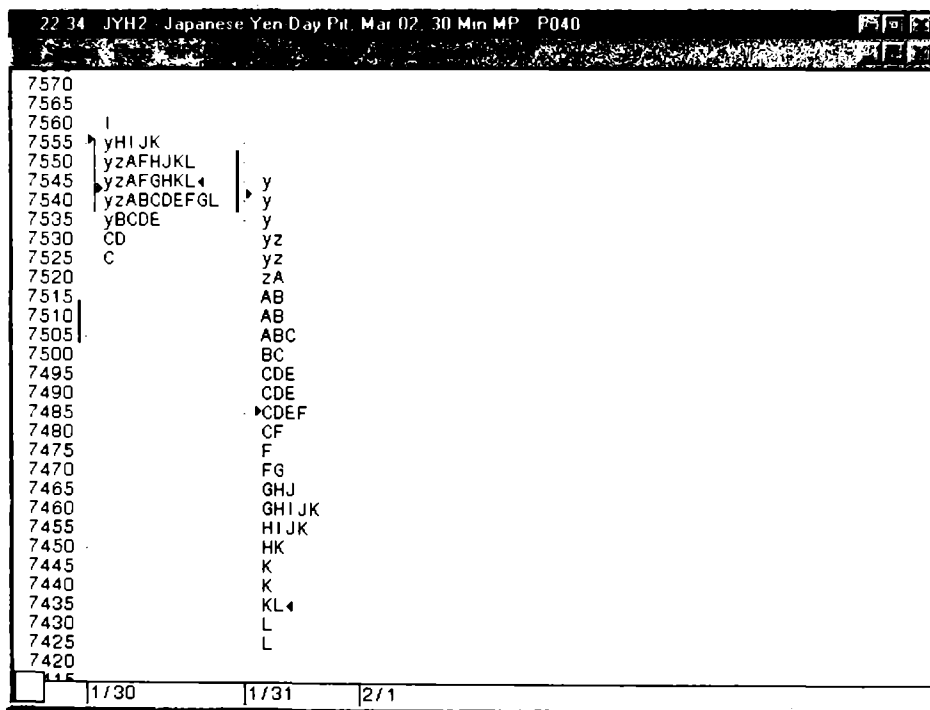 22 34 JYH2 - Japanese Yen Day Pit, Mar 02, 30 Min MP P040
7570
7565
7560 I
7555 yHIJK
7550 yzAFHJKL
7545 yzAFGHKL y
7540 yzABCDEFGL y
7535 yBCDE y
7530 CD yz
7525 C yz
7520 zA
7515 AB
7510 AB
7505 ABC
7500 BC
7495 CDE
7490 CDE
7485 CDEF
7480 CF
7475 F
7470 FG
7465 GHJ
7460 GHIJK
7455 HIJK
7450 HK
7445 K
7440 K
7435 KL
7430 L
7425 L
7420
1/30 1/31 2/1